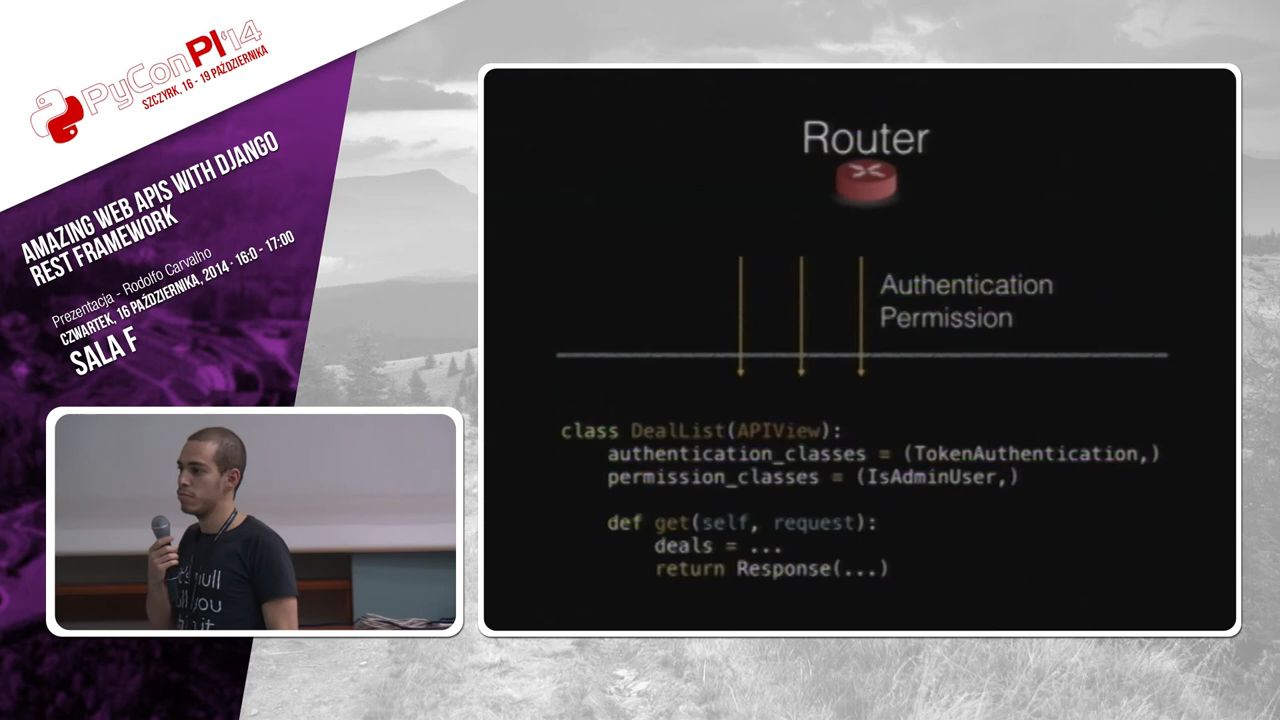 PyConPl'14
SZCZYRK, 16 - 19 PAŹDZIERNIKA
AMAZING WEB APIS WITH DJANGO
REST FRAMEWORK
Prezentacja - Rodolfo Carvalho
CZWARTEK, 16 PAŹDZIERNIKA, 2014 · 16:0 - 17:00
SALA F
Router
Authentication
Permission
class DealList(APIView):
authentication_classes = (TokenAuthentication,)
permission_classes = (IsAdminUser,)
def get(self, request):
deals = ...
return Response(...)
you